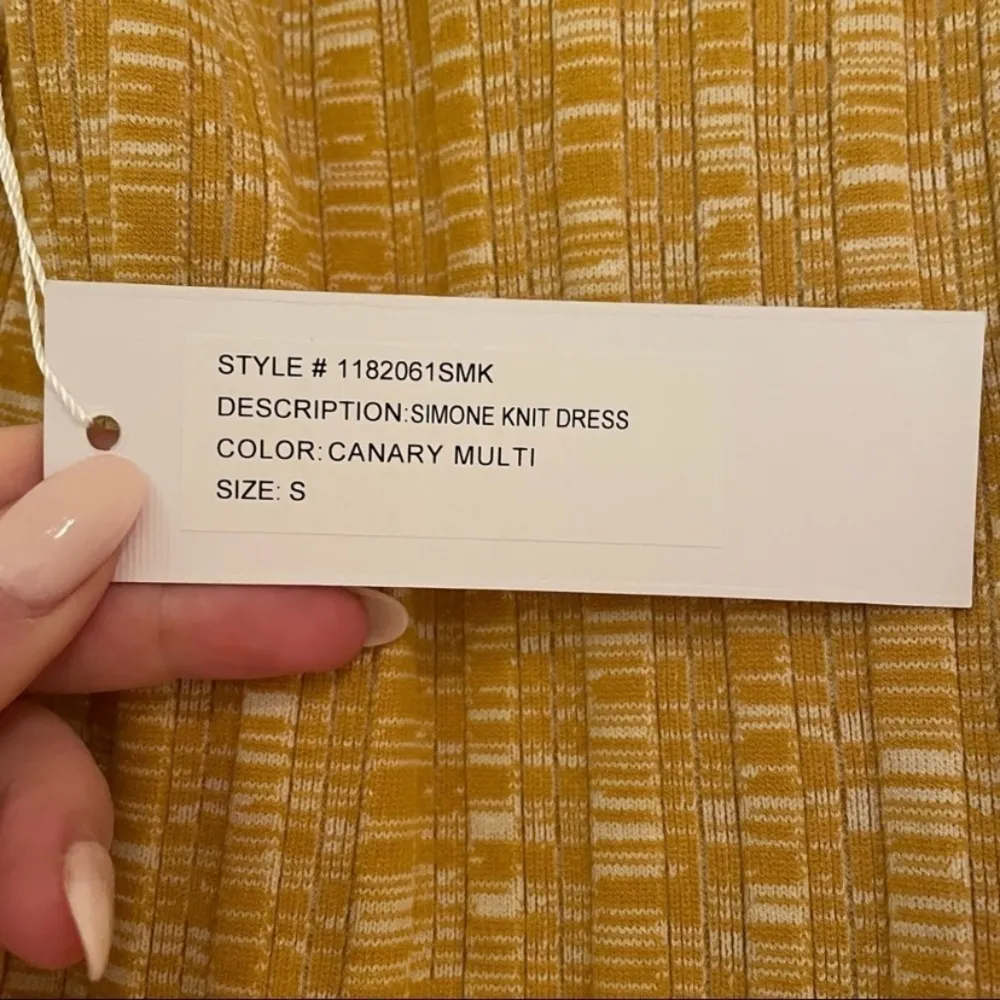 STYLE # 1182061SMK
DESCRIPTION:SIMONE KNIT DRESS
COLOR:CANARY MULTI
SIZE: S